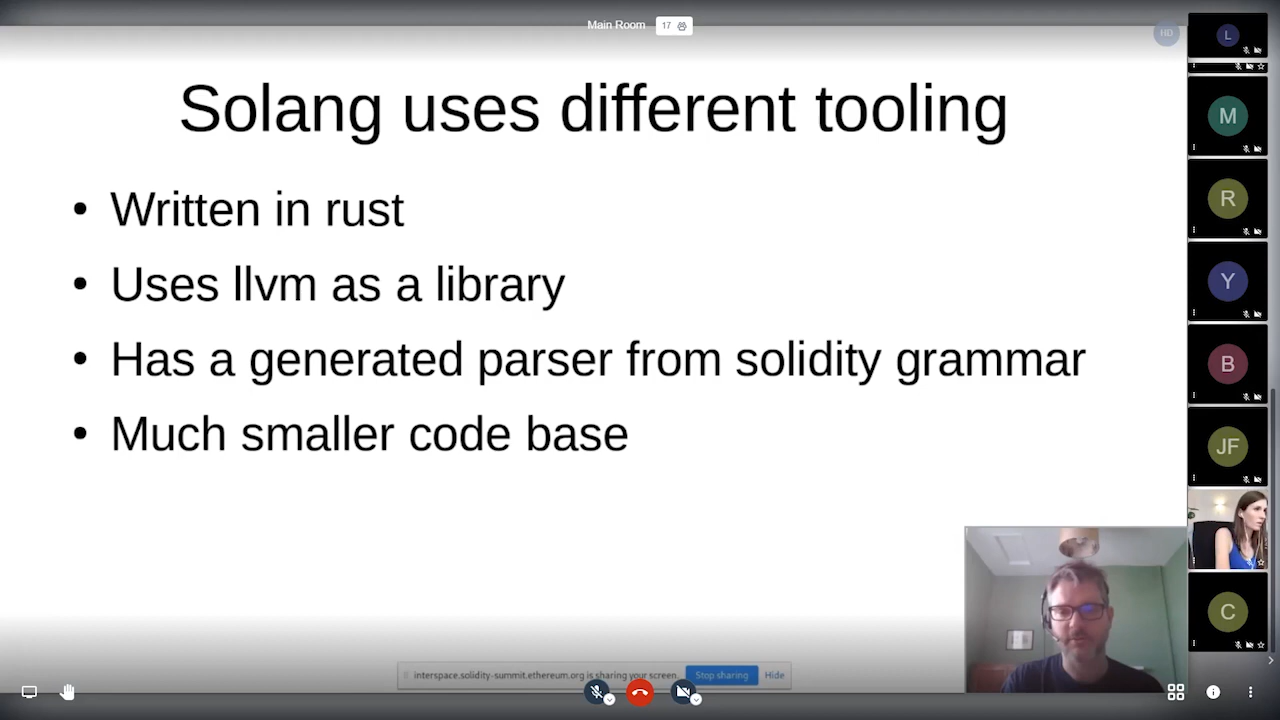 Main Room 17
HD
Solang uses different tooling
• Written in rust
• Uses llvm as a library
• Has a generated parser from solidity grammar
• Much smaller code base
interspace.solidity-summit.ethereum.org is sharing your screen. Stop sharing Hide
L
M
R
Y
B
JF
C